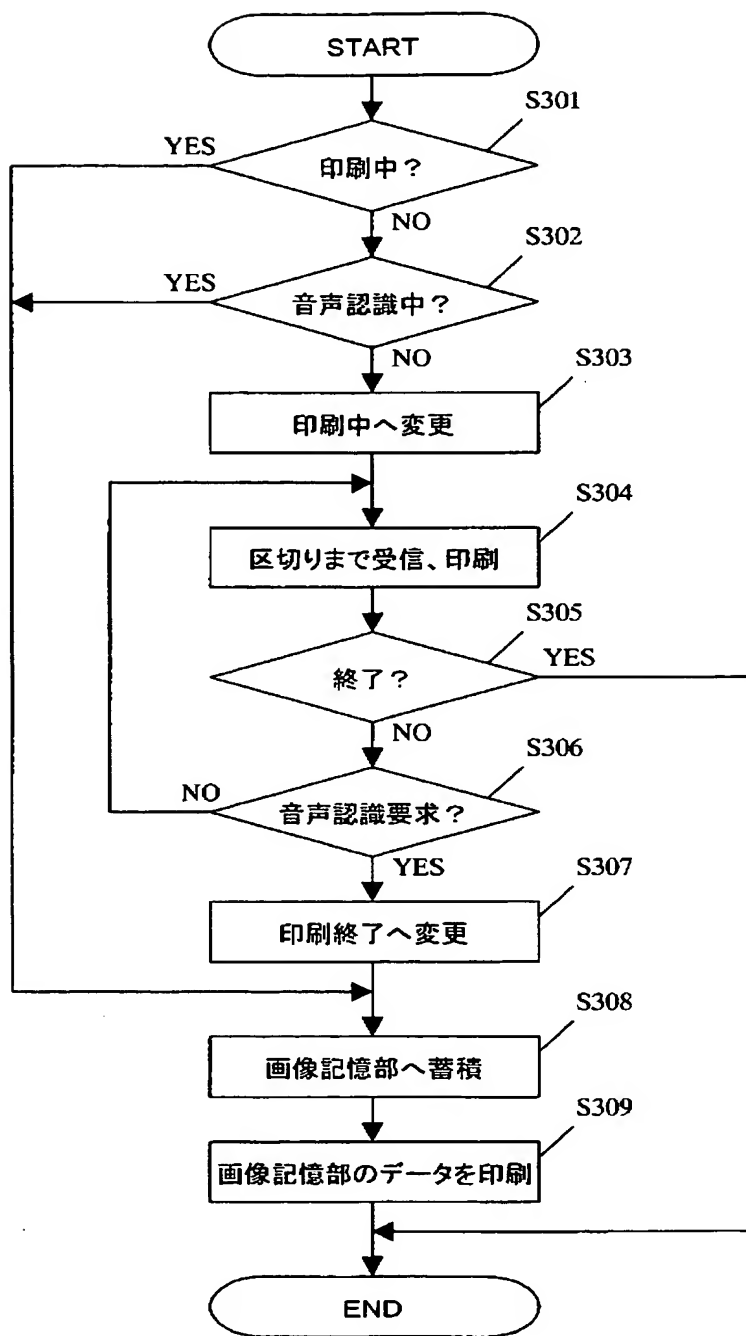 START
S301
YES
印刷中？
NO
S302
YES
音声認識中？
NO
S303
印刷中へ変更
S304
区切りまで受信、印刷
S305
YES
終了？
NO
S306
NO
音声認識要求？
YES
S307
印刷終了へ変更
S308
画像記憶部へ蓄積
S309
画像記憶部のデータを印刷
END